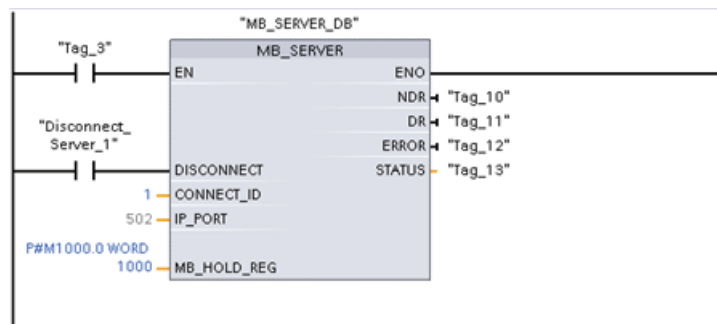 "MB_SERVER_DB"
"Tag_3"
MB_SERVER
EN
ENO
NDR
"Tag_10"
DR
"Tag_11"
"Disconnect_
Server_1"
ERROR
"Tag_12"
DISCONNECT
STATUS
"Tag_13"
1
CONNECT_ID
502
IP_PORT
P#M1000.0 WORD
1000
MB_HOLD_REG